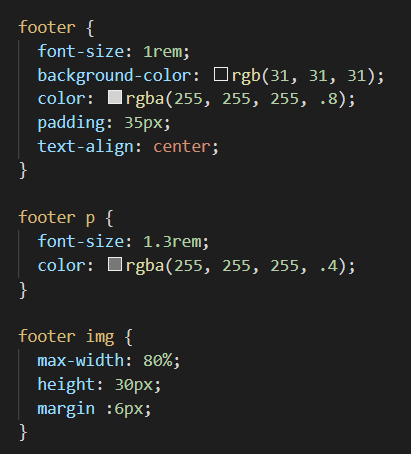 footer {
  font-size: 1rem;
  background-color: rgb(31, 31, 31);
  color: rgba(255, 255, 255, .8);
  padding: 35px;
  text-align: center;
}

footer p {
  font-size: 1.3rem;
  color: rgba(255, 255, 255, .4);
}

footer img {
  max-width: 80%;
  height: 30px;
  margin :6px;
}